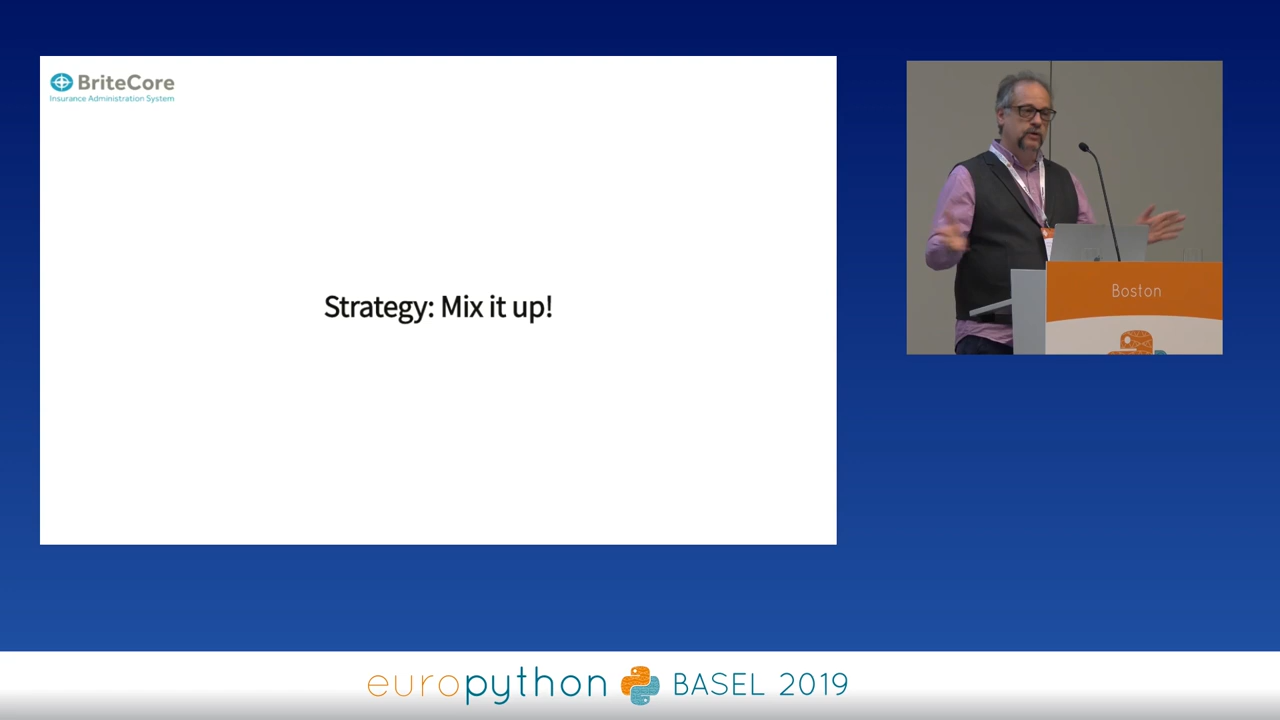 BriteCore
Insurance Administration System
Strategy: Mix it up!
Boston
europython BASEL 2019